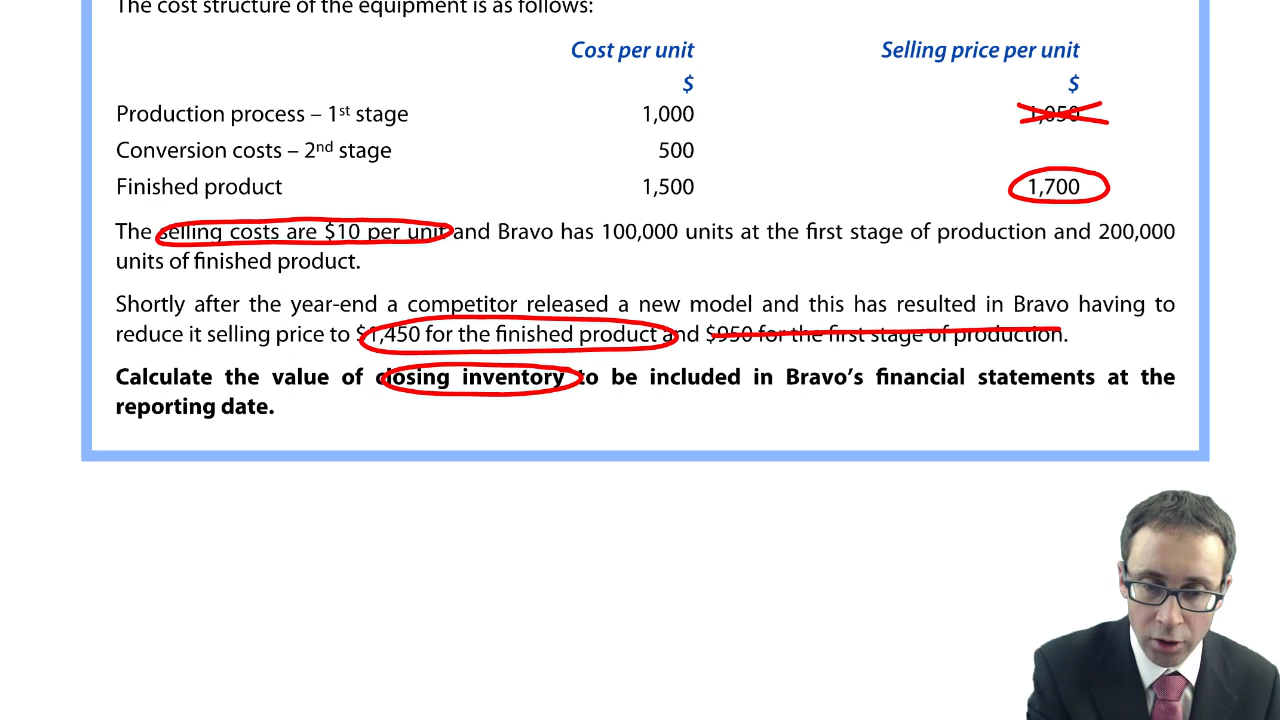 The cost structure of the equipment is as follows:
Cost per unit Selling price per unit
$ $
Production process – 1st stage 1,000 1,050
Conversion costs – 2nd stage 500
Finished product 1,500 1,700
The selling costs are $10 per unit and Bravo has 100,000 units at the first stage of production and 200,000
units of finished product.
Shortly after the year-end a competitor released a new model and this has resulted in Bravo having to
reduce it selling price to $1,450 for the finished product and $950 for the first stage of production.
Calculate the value of closing inventory to be included in Bravo’s financial statements at the
reporting date.